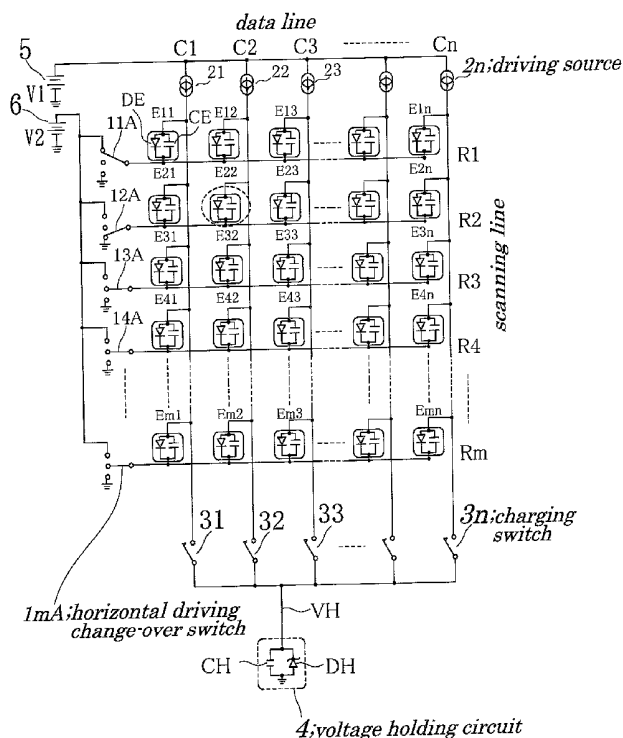 data line
5
C1 C2 C3 Cn
V1
21 22 23 2n;driving source
6
V2
DE E11 CE E12 E13 E1n
11A R1
E21 E22 E23 E2n
12A R2
E31 E32 E33 E3n
13A R3
E41 E42 E43 E4n
14A R4
scanning line
Em1 Em2 Em3 Emn
Rm
31 32 33 3n;charging
switch
1mA;horizontal driving
change-over switch
VH
CH DH
4;voltage holding circuit